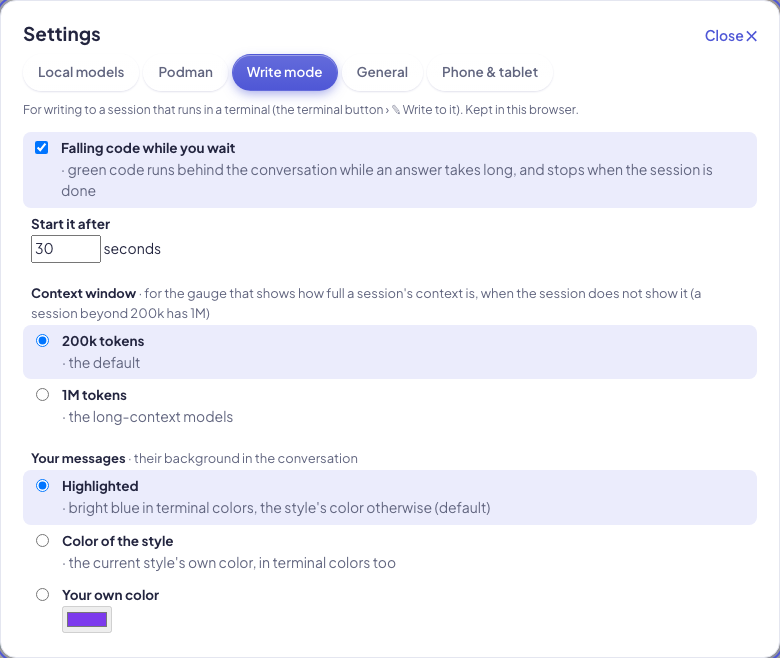 Settings
Close ✕
Local models
Podman
Write mode
General
Phone & tablet
For writing to a session that runs in a terminal (the terminal button › ✎ Write to it). Kept in this browser.
Falling code while you wait
· green code runs behind the conversation while an answer takes long, and stops when the session is
done
Start it after
30 seconds
Context window · for the gauge that shows how full a session's context is, when the session does not show it (a
session beyond 200k has 1M)
200k tokens
· the default
1M tokens
· the long-context models
Your messages · their background in the conversation
Highlighted
· bright blue in terminal colors, the style's color otherwise (default)
Color of the style
· the current style's own color, in terminal colors too
Your own color